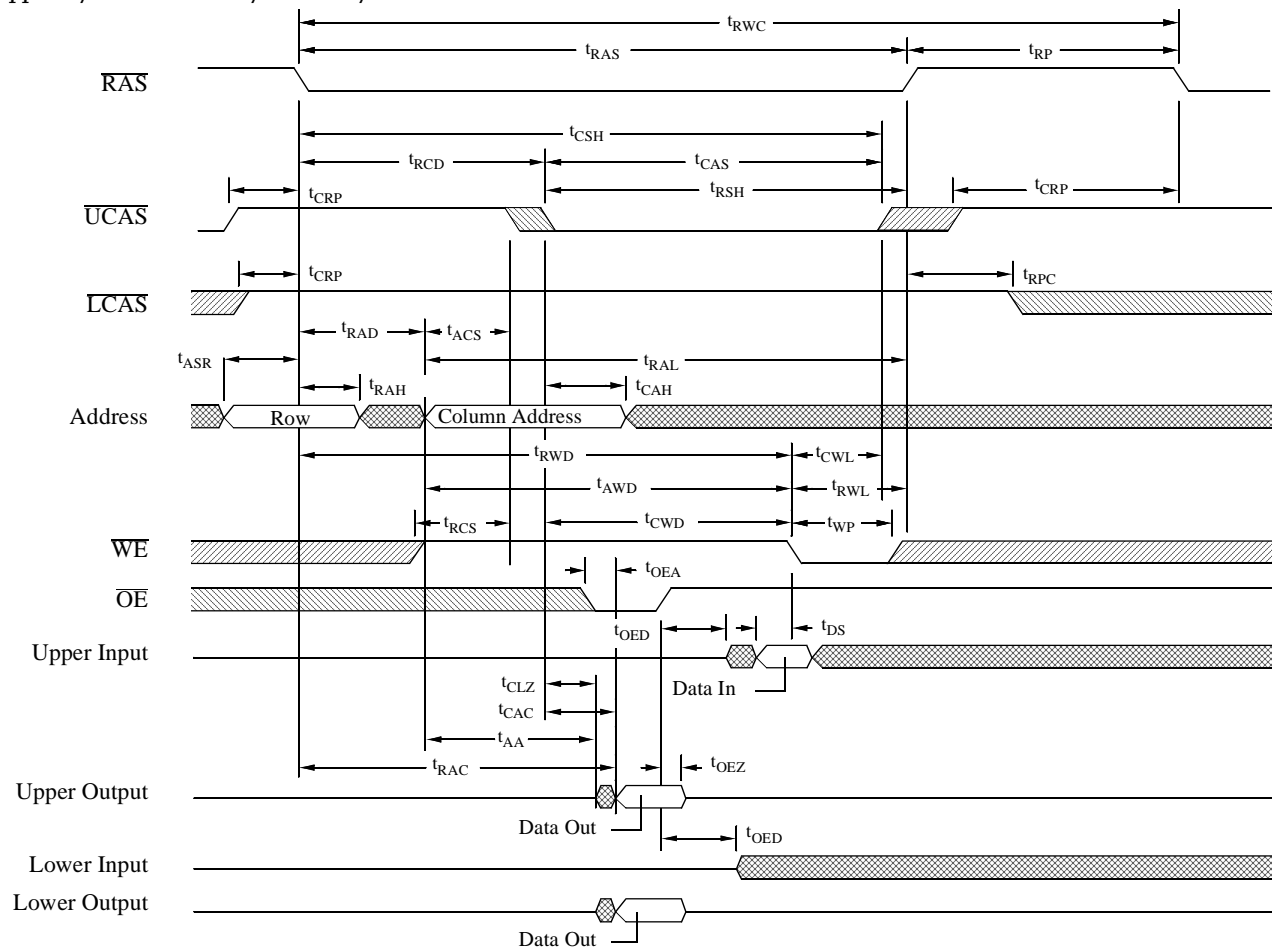 tRWC
tRAS
tRP
RAS
tCSH
tRCD
tCAS
tCRP
tRSH
tCRP
UCAS
tCRP
tRPC
LCAS
tRAD
tACS
tASR
tRAL
tRAH
tCAH
Address
Row
Column Address
tRWD
tCWL
tAWD
tRWL
tRCS
tCWD
tWP
WE
tOEA
OE
tOED
tDS
Upper Input
tCLZ
Data In
tCAC
tAA
tRAC
tOEZ
Upper Output
Data Out
tOED
Lower Input
Lower Output
Data Out